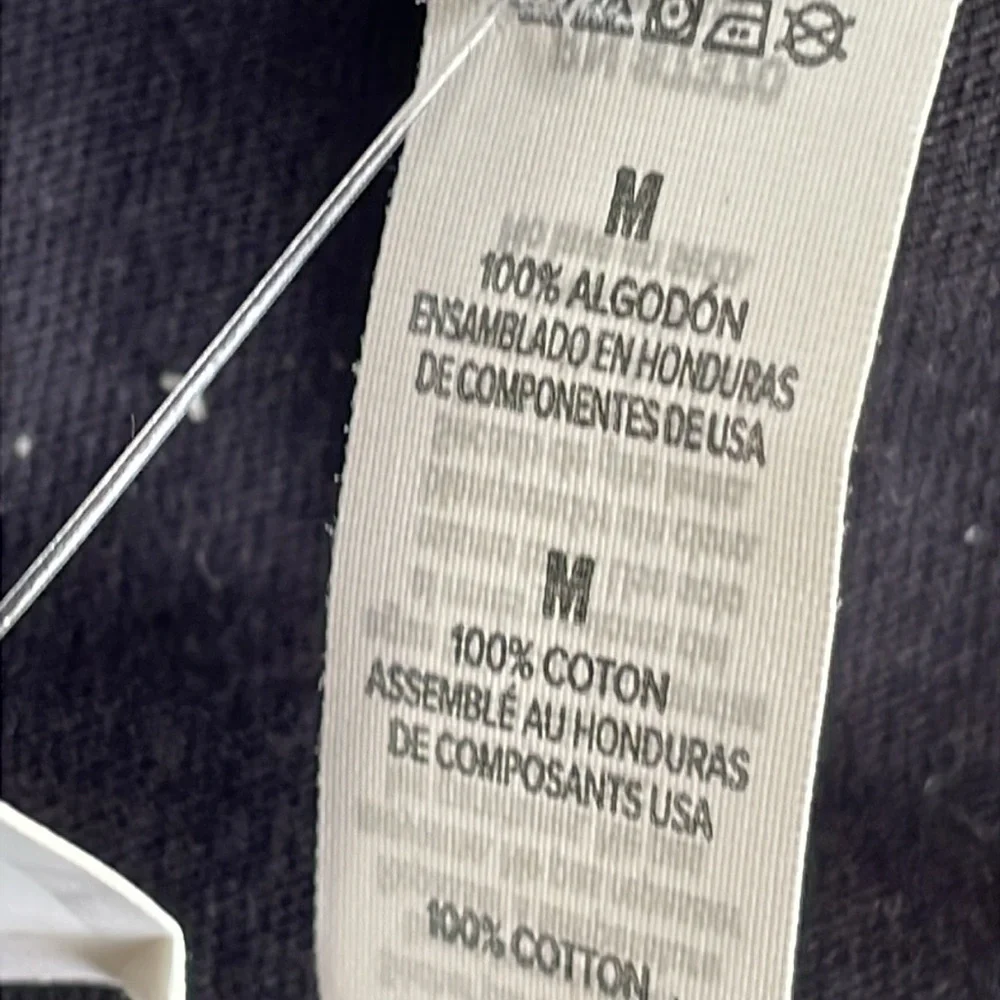 M
100% ALGODÓN
ENSAMBLADO EN HONDURAS
DE COMPONENTES DE USA
M
100% COTON
ASSEMBLÉ AU HONDURAS
DE COMPOSANTS USA
100% COTTON